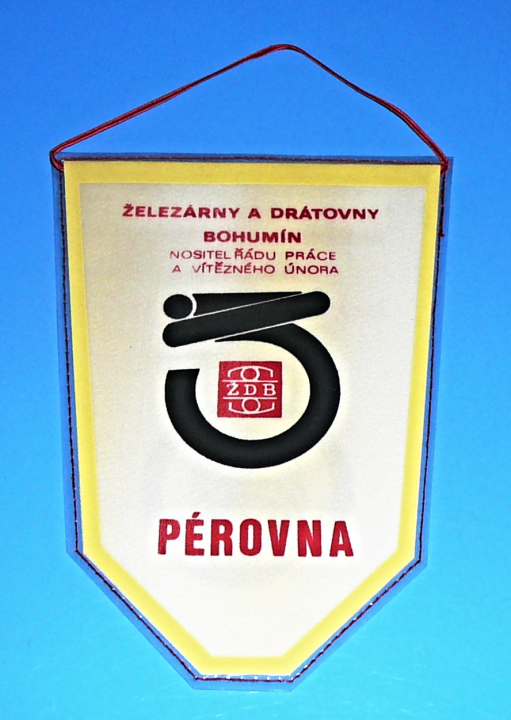 ŽELEZÁRNY A DRÁTOVNY
BOHUMÍN
NOSITEL ŘÁDU PRÁCE
A VÍTĚZNÉHO ÚNORA
ŽDB
PÉROVNA